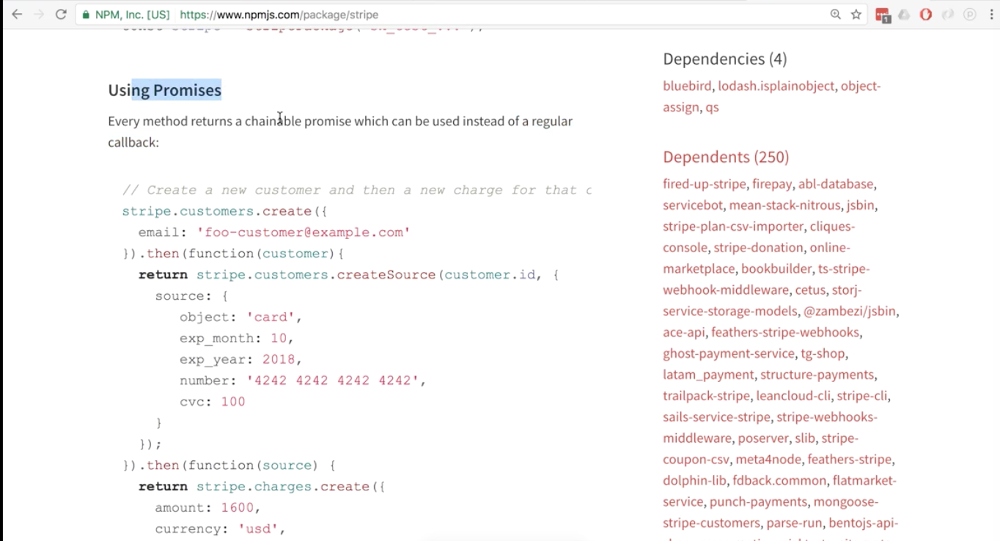 NPM, Inc. [US] https://www.npmjs.com/package/stripe
1
Using Promises
Every method returns a chainable promise which can be used instead of a regular
callback:
// Create a new customer and then a new charge for that c
stripe.customers.create({
email: 'foo-customer@example.com'
}).then(function(customer){
return stripe.customers.createSource(customer.id, {
source: {
object: 'card',
exp_month: 10,
exp_year: 2018,
number: '4242 4242 4242 4242',
cvc: 100
}
});
}).then(function(source) {
return stripe.charges.create({
amount: 1600,
currency: 'usd',
Dependencies (4)
bluebird, lodash.isplainobject, object-
assign, qs
Dependents (250)
fired-up-stripe, firepay, abl-database,
servicebot, mean-stack-nitrous, jsbin,
stripe-plan-csv-importer, cliques-
console, stripe-donation, online-
marketplace, bookbuilder, ts-stripe-
webhook-middleware, cetus, storj-
service-storage-models, @zambezi/jsbin,
ace-api, feathers-stripe-webhooks,
ghost-payment-service, tg-shop,
latam_payment, structure-payments,
trailpack-stripe, leancloud-cli, stripe-cli,
sails-service-stripe, stripe-webhooks-
middleware, poserver, slib, stripe-
coupon-csv, meta4node, feathers-stripe,
dolphin-lib, fdback.common, flatmarket-
service, punch-payments, mongoose-
stripe-customers, parse-run, bentojs-api-